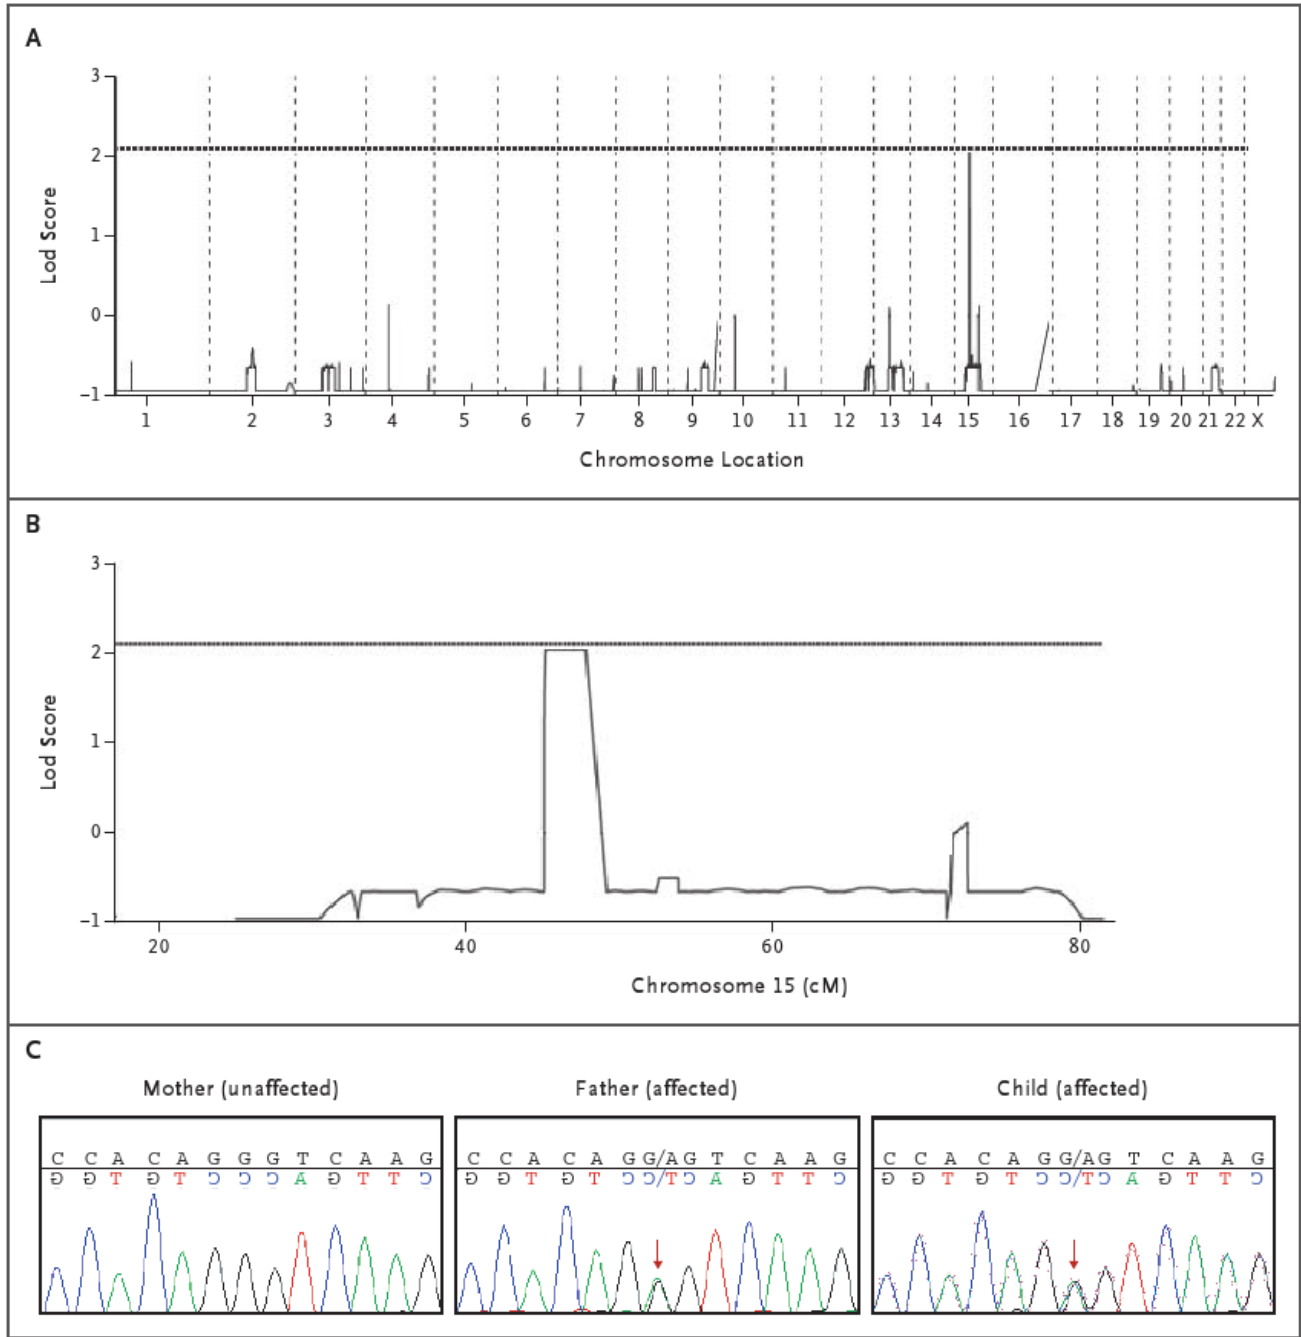 A
3
2
1
0
−1
Lod Score
1 2 3 4 5 6 7 8 9 10 11 12 13 14 15 16 17 18 19 20 21 22 X
Chromosome Location
B
3
2
1
0
−1
Lod Score
20 40 60 80
Chromosome 15 (cM)
C
Mother (unaffected)
C C A C A G G G T C A A G
G G T G T C C C A G T T C
Father (affected)
C C A C A G G/A G T C A A G
G G T G T C C/T C A G T T C
Child (affected)
C C A C A G G/A G T C A A G
G G T G T C C/T C A G T T C